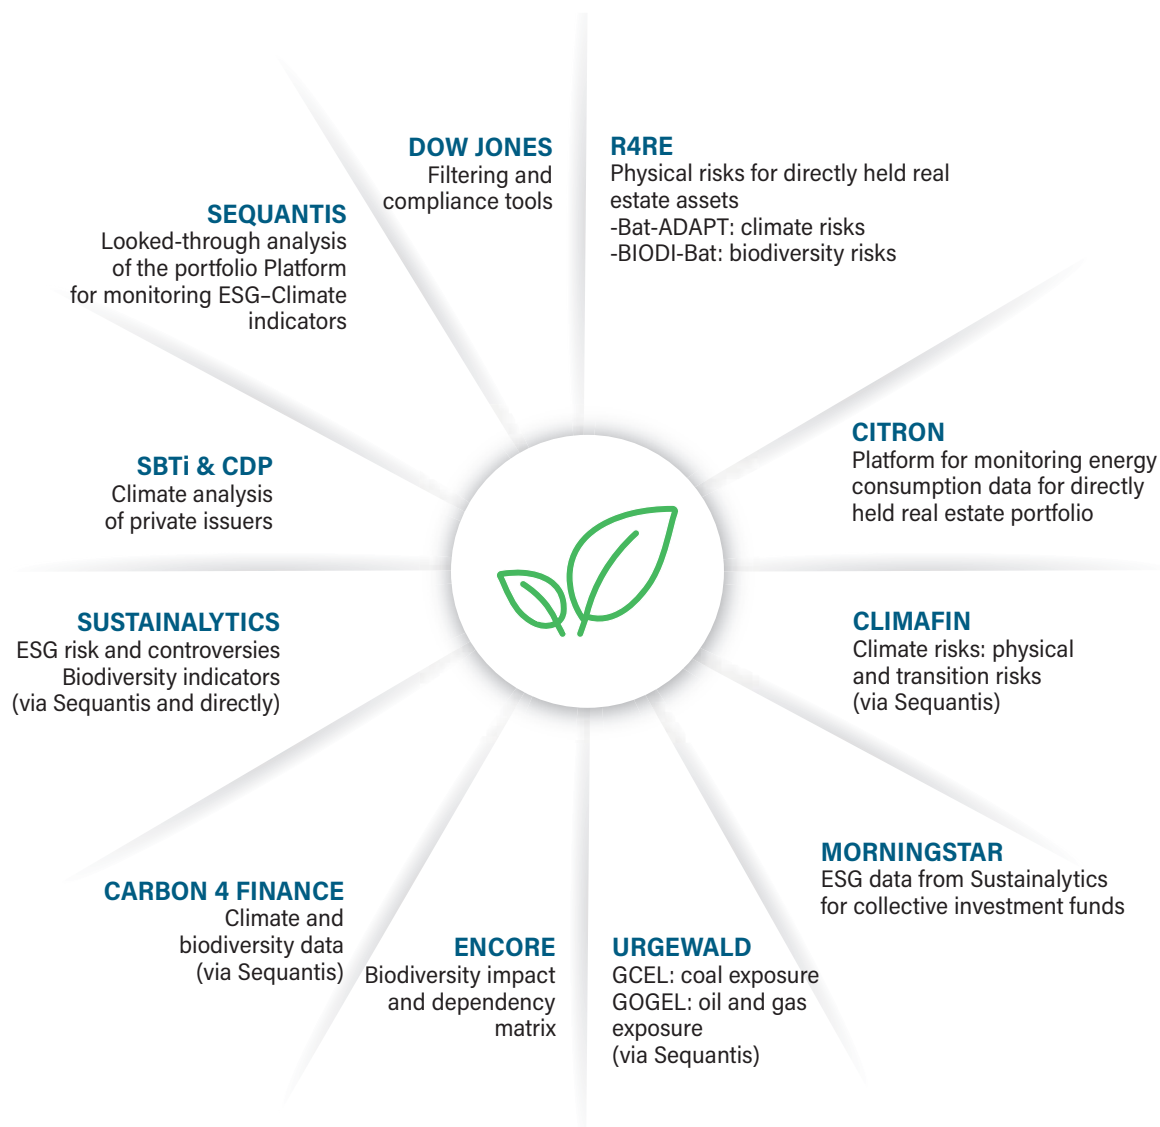 DOW JONES
Filtering and
compliance tools
R4RE
Physical risks for directly held real
estate assets
-Bat-ADAPT: climate risks
-BIODI-Bat: biodiversity risks
SEQUANTIS
Looked-through analysis
of the portfolio Platform
for monitoring ESG–Climate
indicators
CITRON
Platform for monitoring energy
consumption data for directly
held real estate portfolio
SBTi & CDP
Climate analysis
of private issuers
SUSTAINALYTICS
ESG risk and controversies
Biodiversity indicators
(via Sequantis and directly)
CLIMAFIN
Climate risks: physical
and transition risks
(via Sequantis)
MORNINGSTAR
ESG data from Sustainalytics
for collective investment funds
CARBON 4 FINANCE
Climate and
biodiversity data
(via Sequantis)
ENCORE
Biodiversity impact
and dependency
matrix
URGEWALD
GCEL: coal exposure
GOGEL: oil and gas
exposure
(via Sequantis)